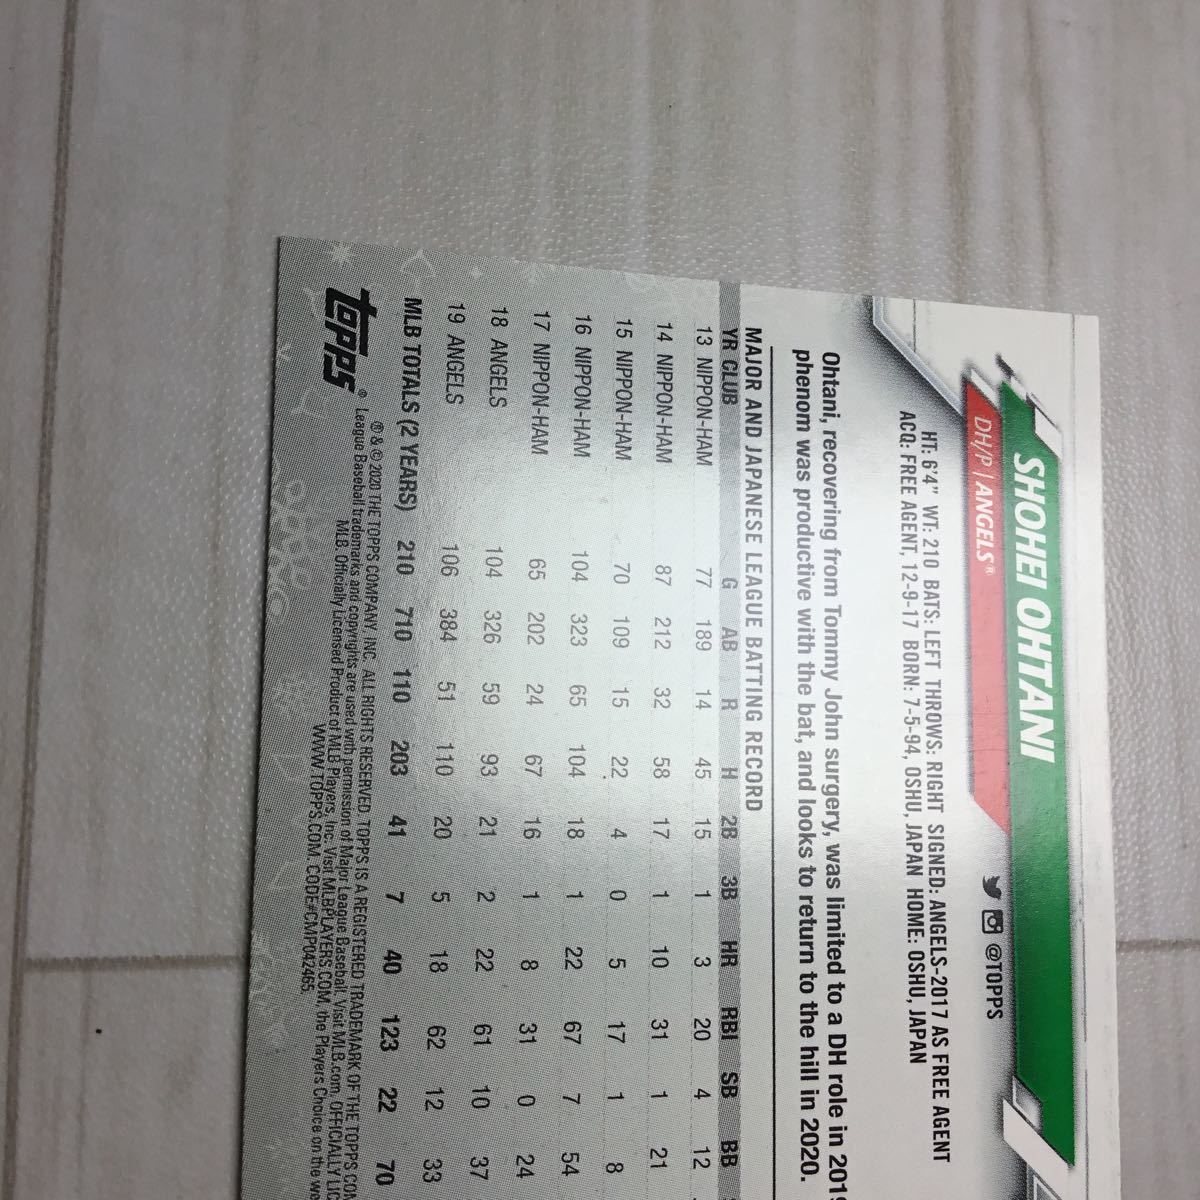 SHOHEI OHTANI
DH/P | ANGELS®
@TOPPS
HT: 6'4" WT: 210 BATS: LEFT THROWS: RIGHT SIGNED: ANGELS-2017 AS FREE AGENT
ACQ: FREE AGENT, 12-9-17 BORN: 7-5-94, OSHU, JAPAN HOME: OSHU, JAPAN
Ohtani, recovering from Tommy John surgery, was limited to a DH role in 2019
phenom was productive with the bat, and looks to return to the hill in 2020.
MAJOR AND JAPANESE LEAGUE BATTING RECORD
YR CLUB G AB R H 2B 3B HR RBI SB BB
13 NIPPON-HAM 77 189 14 45 15 1 3 20 4 12
14 NIPPON-HAM 87 212 32 58 17 1 10 31 1 21
15 NIPPON-HAM 70 109 15 22 4 0 5 17 1 8
16 NIPPON-HAM 104 323 65 104 18 1 22 67 7 54
17 NIPPON-HAM 65 202 24 67 16 1 8 31 0 24
18 ANGELS 104 326 59 93 21 2 22 61 10 37
19 ANGELS 106 384 51 110 20 5 18 62 12 33
MLB TOTALS (2 YEARS) 210 710 110 203 41 7 40 123 22 70
topps®
® & © 2020 THE TOPPS COMPANY, INC. ALL RIGHTS RESERVED. TOPPS IS A REGISTERED TRADEMARK OF THE TOPPS COM
League Baseball trademarks and copyrights are used with permission of Major League Baseball. Visit MLB.com. OFFICIALLY LIC
MLB. Officially Licensed Product of MLB Players, Inc. Visit MLBPLAYERS.COM, the Players Choice on the we
WWW.TOPPS.COM. CODE#CMP042465.